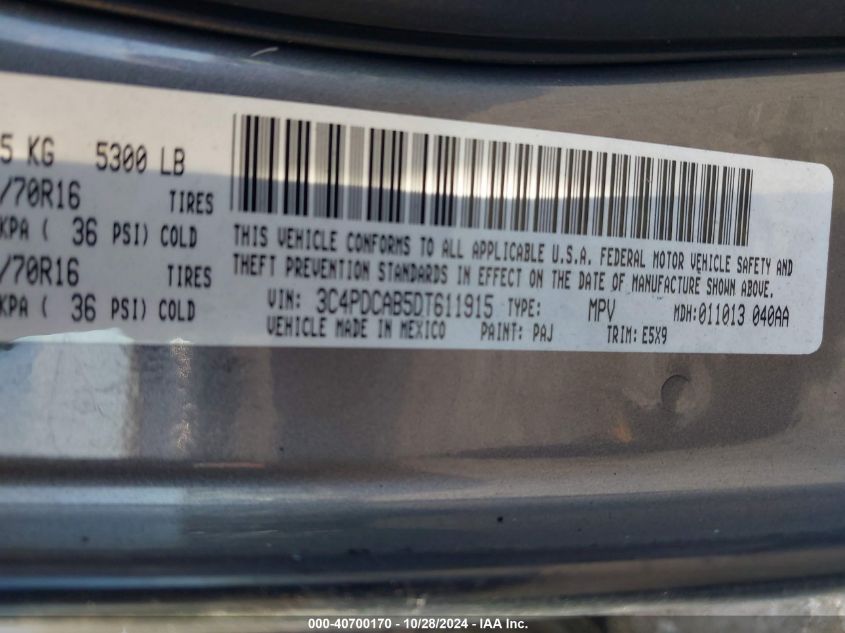 5 KG 5300 LB
/70R16 TIRES
KPA ( 36 PSI) COLD
/70R16 TIRES
KPA ( 36 PSI) COLD
THIS VEHICLE CONFORMS TO ALL APPLICABLE U.S.A. FEDERAL MOTOR VEHICLE SAFETY AND
THEFT PREVENTION STANDARDS IN EFFECT ON THE DATE OF MANUFACTURE SHOWN ABOVE.
VIN: 3C4PDCAB5DT611915 TYPE: MPV MDH:011013 040AA
VEHICLE MADE IN MEXICO PAINT: PAJ TRIM: E5X9
000-40700170 - 10/28/2024 - IAA Inc.